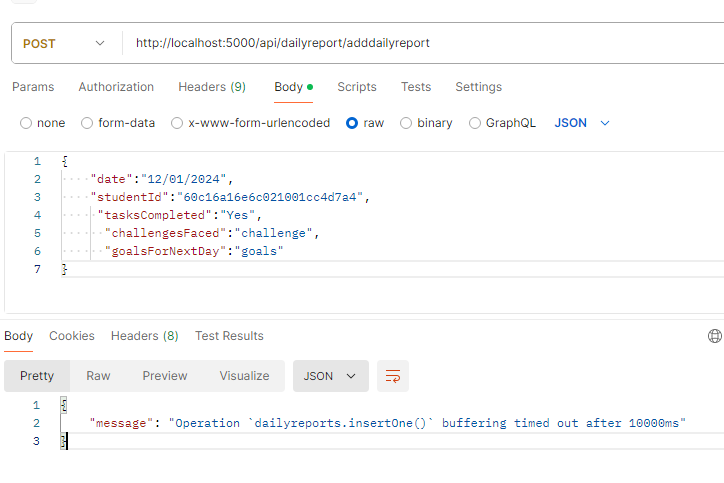 POST http://localhost:5000/api/dailyreport/adddailyreport
Params Authorization Headers (9) Body Scripts Tests Settings
none form-data x-www-form-urlencoded raw binary GraphQL JSON
1 {
2 "date":"12/01/2024",
3 "studentId":"60c16a16e6c021001cc4d7a4",
4 "tasksCompleted":"Yes",
5 "challengesFaced":"challenge",
6 "goalsForNextDay":"goals"
7 }
Body Cookies Headers (8) Test Results
Pretty Raw Preview Visualize JSON
1 {
2 "message": "Operation `dailyreports.insertOne()` buffering timed out after 10000ms"
3 }